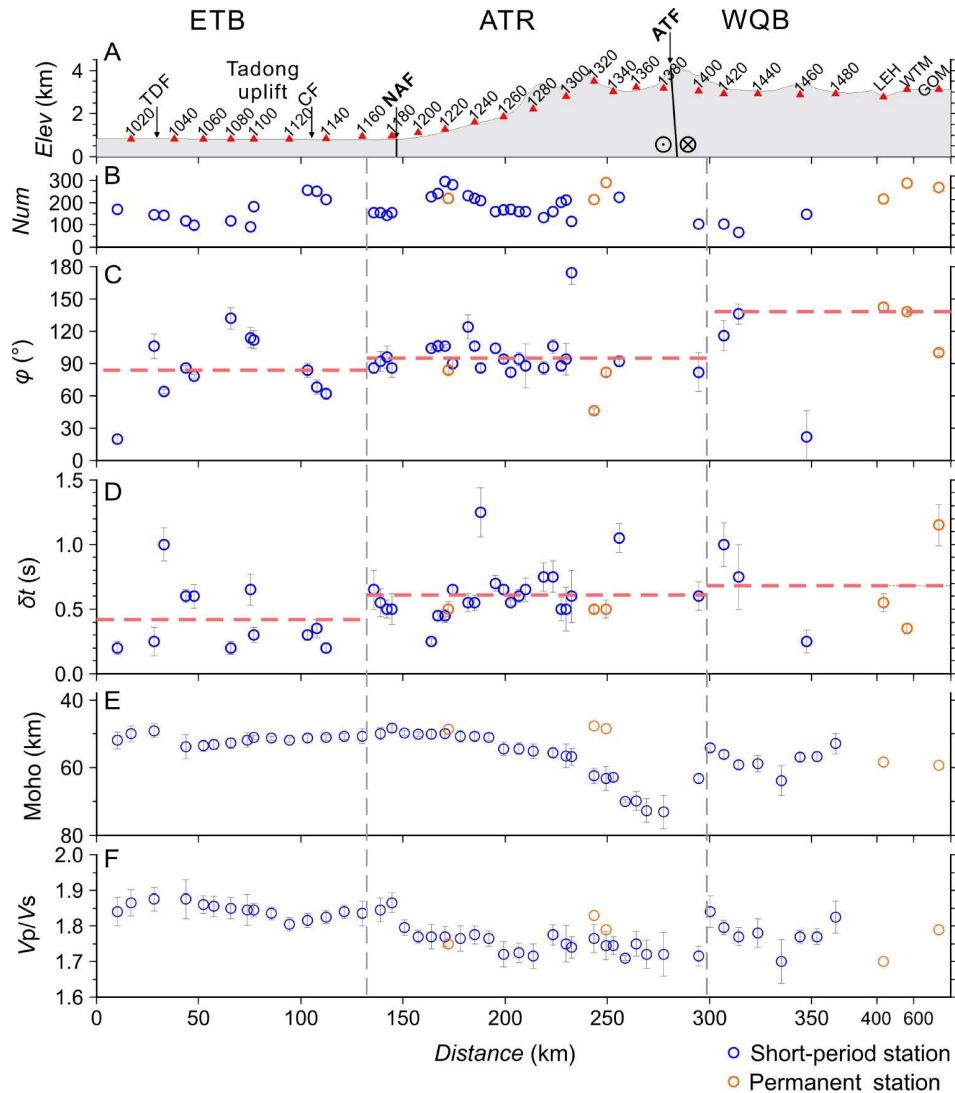 ETB ATR WQB
A
Elev (km)
4
2
0
1020 TDF 1040 1060 1080 1100 1120 CF 1140 1160 1180 NAF 1200 1220 1240 1260 1280 1300 1320 1340 1360 ATF 1380 1400 1420 1440 1460 1480 LEH WTM GOM
Tadong
uplift
B
Num
300
200
100
0
C
φ (°)
180
150
120
90
60
30
0
D
δt (s)
1.5
1.0
0.5
0.0
E
Moho (km)
40
60
80
F
Vp/Vs
2.0
1.9
1.8
1.7
1.6
0 50 100 150 200 250 300 350 400 600
Distance (km)
Short-period station
Permanent station